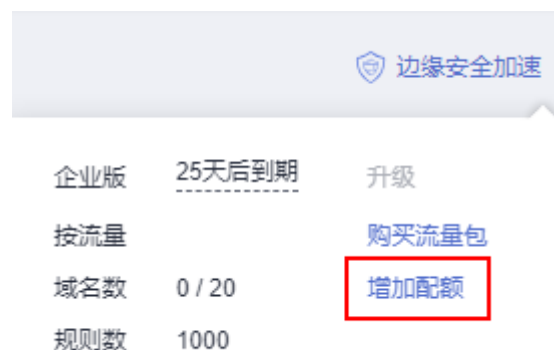 边缘安全加速
企业版 25天后到期 升级
按流量 购买流量包
域名数 0 / 20 增加配额
规则数 1000